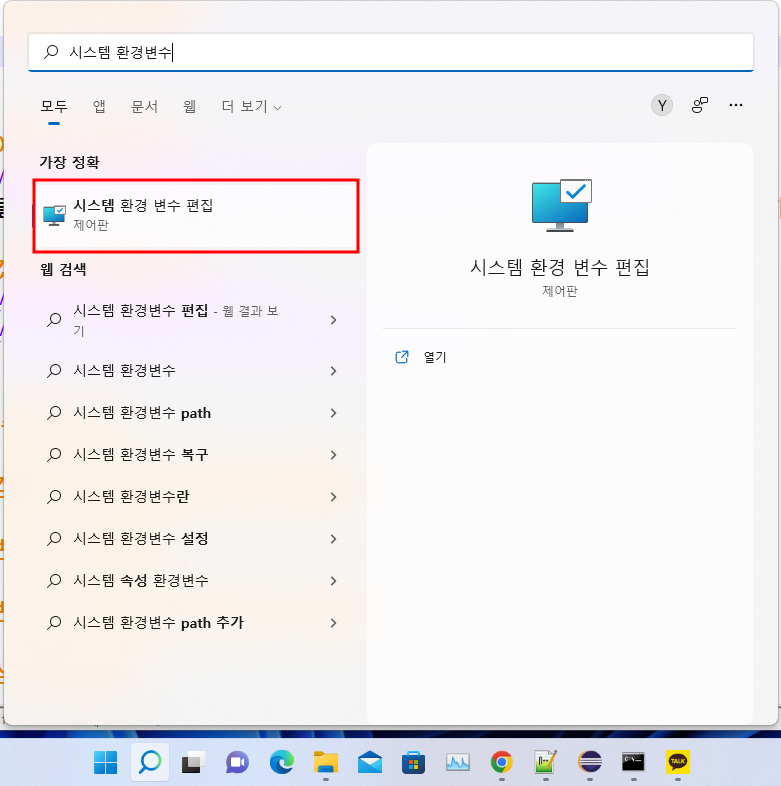 시스템 환경변수
모두 앱 문서 웹 더 보기
Y
가장 정확
시스템 환경 변수 편집
제어판
웹 검색
시스템 환경변수 편집 - 웹 결과 보
기
시스템 환경변수
시스템 환경변수 path
시스템 환경변수 복구
시스템 환경변수란
시스템 환경변수 설정
시스템 속성 환경변수
시스템 환경변수 path 추가
시스템 환경 변수 편집
제어판
열기
TALK